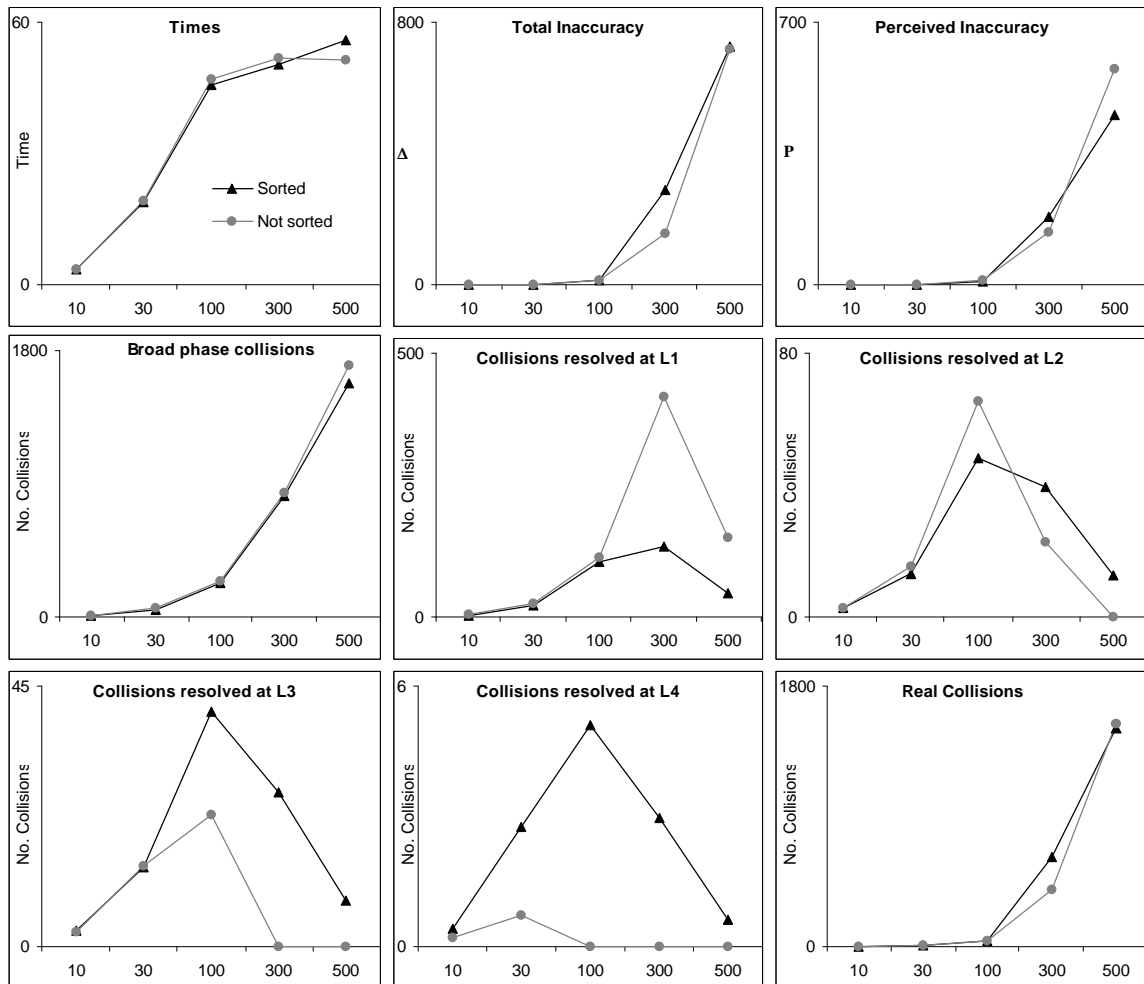 Times
60
Time
Sorted
Not sorted
0
10 30 100 300 500
Total Inaccuracy
800
Δ
0
10 30 100 300 500
Perceived Inaccuracy
700
P
0
10 30 100 300 500
Broad phase collisions
1800
No. Collisions
0
10 30 100 300 500
Collisions resolved at L1
500
No. Collisions
0
10 30 100 300 500
Collisions resolved at L2
80
No. Collisions
0
10 30 100 300 500
Collisions resolved at L3
45
No. Collisions
0
10 30 100 300 500
Collisions resolved at L4
6
No. Collisions
0
10 30 100 300 500
Real Collisions
1800
No. Collisions
0
10 30 100 300 500